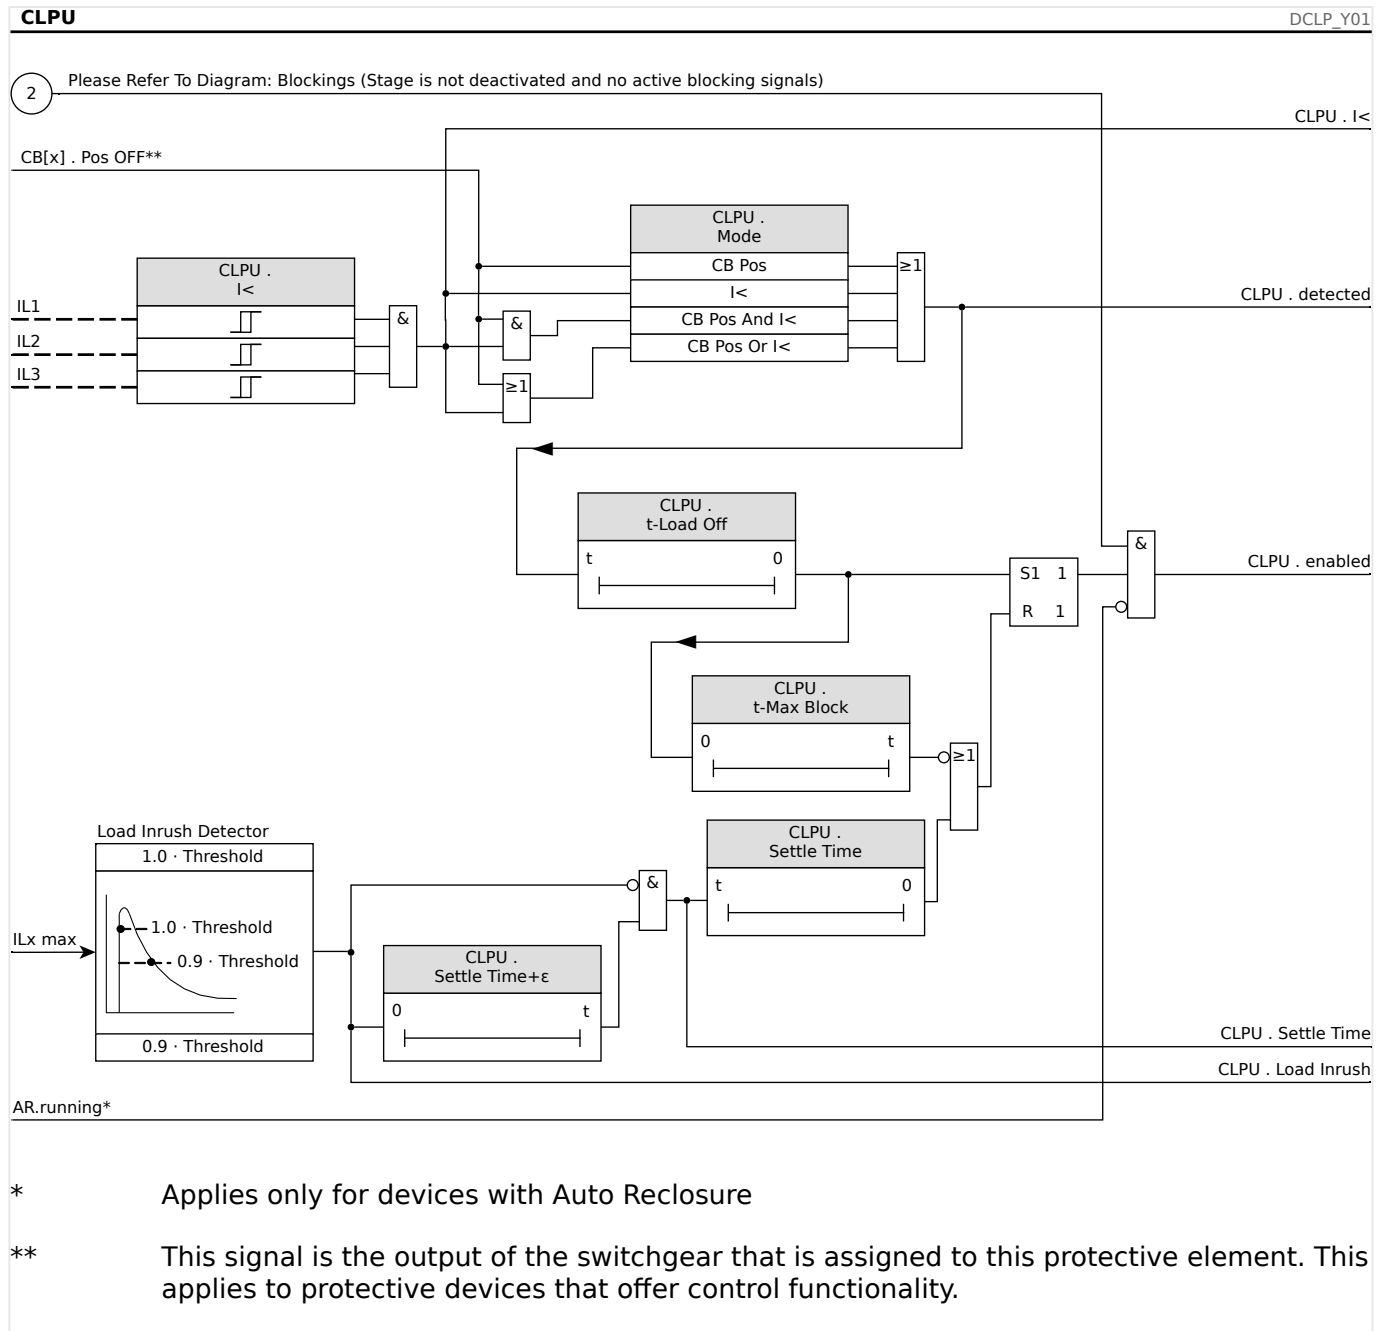 CLPU
DCLP_Y01
2
Please Refer To Diagram: Blockings (Stage is not deactivated and no active blocking signals)
CLPU . I<
CB[x] . Pos OFF**
CLPU .
Mode
CB Pos
I<
CB Pos And I<
CB Pos Or I<
≥1
CLPU . detected
CLPU .
I<
IL1
IL2
IL3
&
&
≥1
CLPU .
t-Load Off
t 0
S1 1
R 1
&
CLPU . enabled
CLPU .
t-Max Block
0 t
≥1
Load Inrush Detector
1.0 · Threshold
1.0 · Threshold
0.9 · Threshold
0.9 · Threshold
ILx max
&
CLPU .
Settle Time
t 0
CLPU .
Settle Time+ε
0 t
CLPU . Settle Time
CLPU . Load Inrush
AR.running*
* Applies only for devices with Auto Reclosure
** This signal is the output of the switchgear that is assigned to this protective element. This
applies to protective devices that offer control functionality.